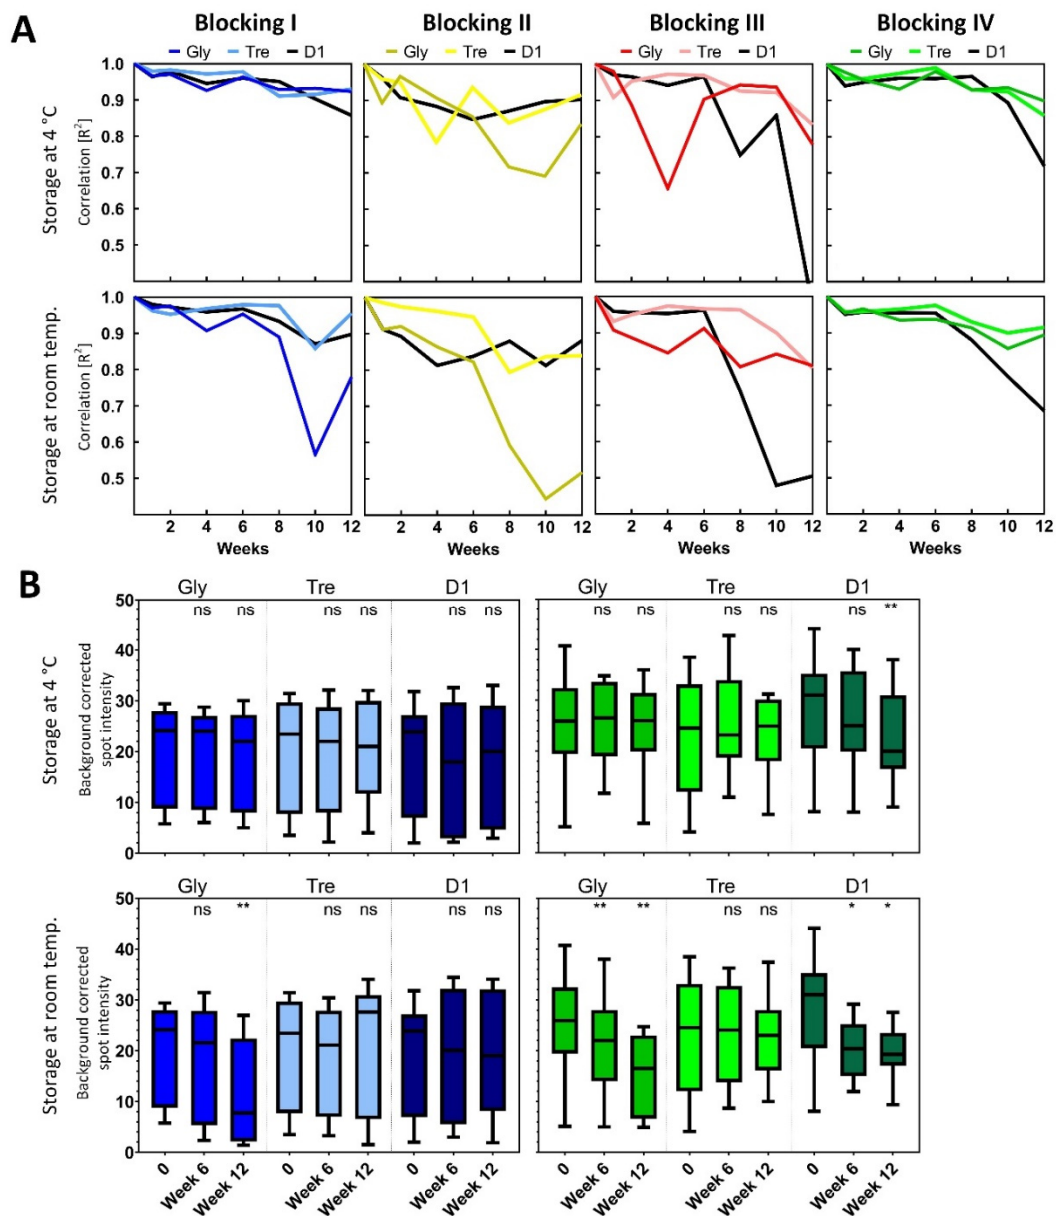 A
Blocking I Blocking II Blocking III Blocking IV
Gly Tre D1 Gly Tre D1 Gly Tre D1 Gly Tre D1
Storage at 4 °C
Correlation [R²]
1.0
0.9
0.8
0.7
0.6
0.5
Storage at room temp.
Correlation [R²]
1.0
0.9
0.8
0.7
0.6
0.5
2 4 6 8 10 12 2 4 6 8 10 12 2 4 6 8 10 12 2 4 6 8 10 12
Weeks Weeks Weeks Weeks
B
Gly Tre D1 Gly Tre D1
ns ns ns ns ns ns ns ns ns ns ns **
Storage at 4 °C
Background corrected
spot intensity
50
40
30
20
10
0
Gly Tre D1 Gly Tre D1
ns ** ns ns ns ns ** ** ns ns * *
Storage at room temp.
Background corrected
spot intensity
50
40
30
20
10
0
0 Week 6 Week 12 0 Week 6 Week 12 0 Week 6 Week 12 0 Week 6 Week 12 0 Week 6 Week 12 0 Week 6 Week 12